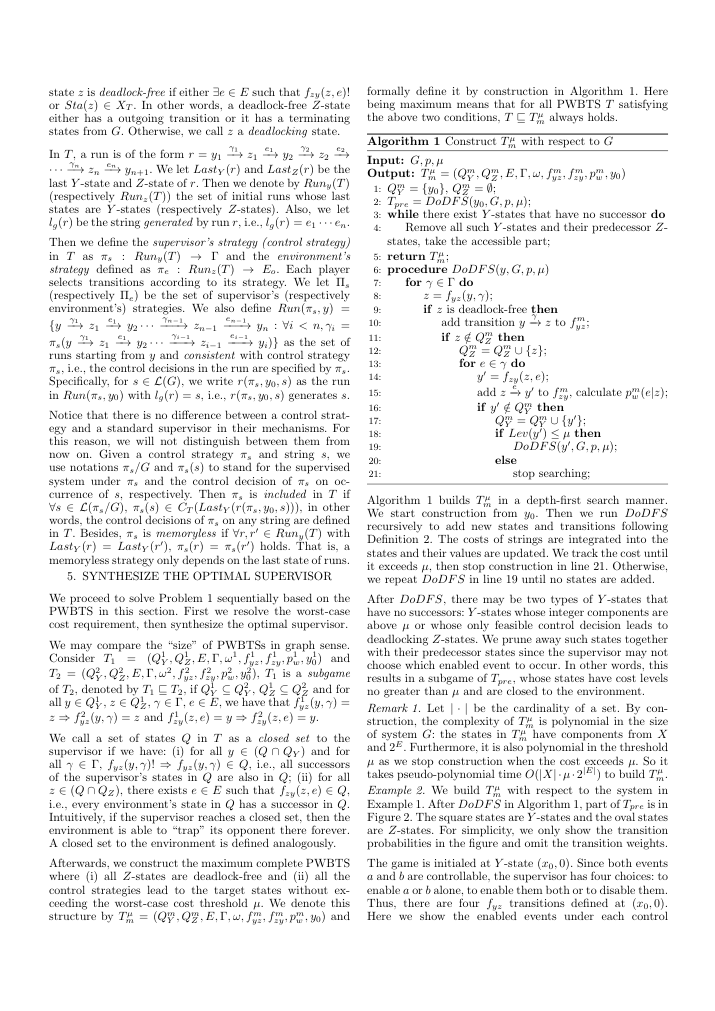 state z is deadlock-free if either ∃e ∈ E such that f_{zy}(z, e)!
or Sta(z) ∈ X_T. In other words, a deadlock-free Z-state
either has an outgoing transition or it has a terminating
states from G. Otherwise, we call z a deadlocking state.
In T, a run is of the form r = y_1 \xrightarrow{γ_1} z_1 \xrightarrow{e_1} y_2 \xrightarrow{γ_2} z_2 \xrightarrow{e_2}
⋯ \xrightarrow{γ_n} z_n \xrightarrow{e_n} y_{n+1}. We let Last_Y(r) and Last_Z(r) be the
last Y-state and Z-state of r. Then we denote by Run_y(T)
(respectively Run_z(T)) the set of initial runs whose last
states are Y-states (respectively Z-states). Also, we let
l_g(r) be the string generated by run r, i.e., l_g(r) = e_1 ⋯ e_n.
Then we define the supervisor's strategy (control strategy)
in T as π_s : Run_y(T) → Γ and the environment's
strategy defined as π_e : Run_z(T) → E_o. Each player
selects transitions according to its strategy. We let Π_s
(respectively Π_e) be the set of supervisor's (respectively
environment's) strategies. We also define Run(π_s, y) =
{y \xrightarrow{γ_1} z_1 \xrightarrow{e_1} y_2 ⋯ \xrightarrow{γ_{n−1}} z_{n−1} \xrightarrow{e_{n−1}} y_n : ∀i < n, γ_i =
π_s(y \xrightarrow{γ_1} z_1 \xrightarrow{e_1} y_2 ⋯ \xrightarrow{γ_{i−1}} z_{i−1} \xrightarrow{e_{i−1}} y_i)} as the set of
runs starting from y and consistent with control strategy
π_s, i.e., the control decisions in the run are specified by π_s.
Specifically, for s ∈ L(G), we write r(π_s, y_0, s) as the run
in Run(π_s, y_0) with l_g(r) = s, i.e., r(π_s, y_0, s) generates s.
Notice that there is no difference between a control strat-
egy and a standard supervisor in their mechanisms. For
this reason, we will not distinguish between them from
now on. Given a control strategy π_s and string s, we
use notations π_s/G and π_s(s) to stand for the supervised
system under π_s and the control decision of π_s on oc-
currence of s, respectively. Then π_s is included in T if
∀s ∈ L(π_s/G), π_s(s) ∈ C_T(Last_Y(r(π_s, y_0, s))), in other
words, the control decisions of π_s on any string are defined
in T. Besides, π_s is memoryless if ∀r, r′ ∈ Run_y(T) with
Last_Y(r) = Last_Y(r′), π_s(r) = π_s(r′) holds. That is, a
memoryless strategy only depends on the last state of runs.
5. SYNTHESIZE THE OPTIMAL SUPERVISOR
We proceed to solve Problem 1 sequentially based on the
PWBTS in this section. First we resolve the worst-case
cost requirement, then synthesize the optimal supervisor.
We may compare the “size” of PWBTSs in graph sense.
Consider T_1 = (Q_Y^1, Q_Z^1, E, Γ, ω^1, f_{yz}^1, f_{zy}^1, p_w^1, y_0^1) and
T_2 = (Q_Y^2, Q_Z^2, E, Γ, ω^2, f_{yz}^2, f_{zy}^2, p_w^2, y_0^2), T_1 is a subgame
of T_2, denoted by T_1 ⊑ T_2, if Q_Y^1 ⊆ Q_Y^2, Q_Z^1 ⊆ Q_Z^2 and for
all y ∈ Q_Y^1, z ∈ Q_Z^1, γ ∈ Γ, e ∈ E, we have that f_{yz}^1(y, γ) =
z ⇒ f_{yz}^2(y, γ) = z and f_{zy}^1(z, e) = y ⇒ f_{zy}^2(z, e) = y.
We call a set of states Q in T as a closed set to the
supervisor if we have: (i) for all y ∈ (Q ∩ Q_Y) and for
all γ ∈ Γ, f_{yz}(y, γ)! ⇒ f_{yz}(y, γ) ∈ Q, i.e., all successors
of the supervisor's states in Q are also in Q; (ii) for all
z ∈ (Q ∩ Q_Z), there exists e ∈ E such that f_{zy}(z, e) ∈ Q,
i.e., every environment's state in Q has a successor in Q.
Intuitively, if the supervisor reaches a closed set, then the
environment is able to “trap” its opponent there forever.
A closed set to the environment is defined analogously.
Afterwards, we construct the maximum complete PWBTS
where (i) all Z-states are deadlock-free and (ii) all the
control strategies lead to the target states without ex-
ceeding the worst-case cost threshold μ. We denote this
structure by T_m^μ = (Q_Y^m, Q_Z^m, E, Γ, ω, f_{yz}^m, f_{zy}^m, p_w^m, y_0) and
formally define it by construction in Algorithm 1. Here
being maximum means that for all PWBTS T satisfying
the above two conditions, T ⊑ T_m^μ always holds.
Algorithm 1 Construct T_m^μ with respect to G
Input: G, p, μ
Output: T_m^μ = (Q_Y^m, Q_Z^m, E, Γ, ω, f_{yz}^m, f_{zy}^m, p_w^m, y_0)
1: Q_Y^m = {y_0}, Q_Z^m = ∅;
2: T_{pre} = DoDFS(y_0, G, p, μ);
3: while there exist Y-states that have no successor do
4: Remove all such Y-states and their predecessor Z-
states, take the accessible part;
5: return T_m^μ;
6: procedure DoDFS(y, G, p, μ)
7: for γ ∈ Γ do
8: z = f_{yz}(y, γ);
9: if z is deadlock-free then
10: add transition y \xrightarrow{γ} z to f_{yz}^m;
11: if z ∉ Q_Z^m then
12: Q_Z^m = Q_Z^m ∪ {z};
13: for e ∈ γ do
14: y′ = f_{zy}(z, e);
15: add z \xrightarrow{e} y′ to f_{zy}^m, calculate p_w^m(e|z);
16: if y′ ∉ Q_Y^m then
17: Q_Y^m = Q_Y^m ∪ {y′};
18: if Lev(y′) ≤ μ then
19: DoDFS(y′, G, p, μ);
20: else
21: stop searching;
Algorithm 1 builds T_m^μ in a depth-first search manner.
We start construction from y_0. Then we run DoDFS
recursively to add new states and transitions following
Definition 2. The costs of strings are integrated into the
states and their values are updated. We track the cost until
it exceeds μ, then stop construction in line 21. Otherwise,
we repeat DoDFS in line 19 until no states are added.
After DoDFS, there may be two types of Y-states that
have no successors: Y-states whose integer components are
above μ or whose only feasible control decision leads to
deadlocking Z-states. We prune away such states together
with their predecessor states since the supervisor may not
choose which enabled event to occur. In other words, this
results in a subgame of T_{pre}, whose states have cost levels
no greater than μ and are closed to the environment.
Remark 1. Let | · | be the cardinality of a set. By con-
struction, the complexity of T_m^μ is polynomial in the size
of system G: the states in T_m^μ have components from X
and 2^E. Furthermore, it is also polynomial in the threshold
μ as we stop construction when the cost exceeds μ. So it
takes pseudo-polynomial time O(|X| · μ · 2^{|E|}) to build T_m^μ.
Example 2. We build T_m^μ with respect to the system in
Example 1. After DoDFS in Algorithm 1, part of T_{pre} is in
Figure 2. The square states are Y-states and the oval states
are Z-states. For simplicity, we only show the transition
probabilities in the figure and omit the transition weights.
The game is initialed at Y-state (x_0, 0). Since both events
a and b are controllable, the supervisor has four choices: to
enable a or b alone, to enable them both or to disable them.
Thus, there are four f_{yz} transitions defined at (x_0, 0).
Here we show the enabled events under each control